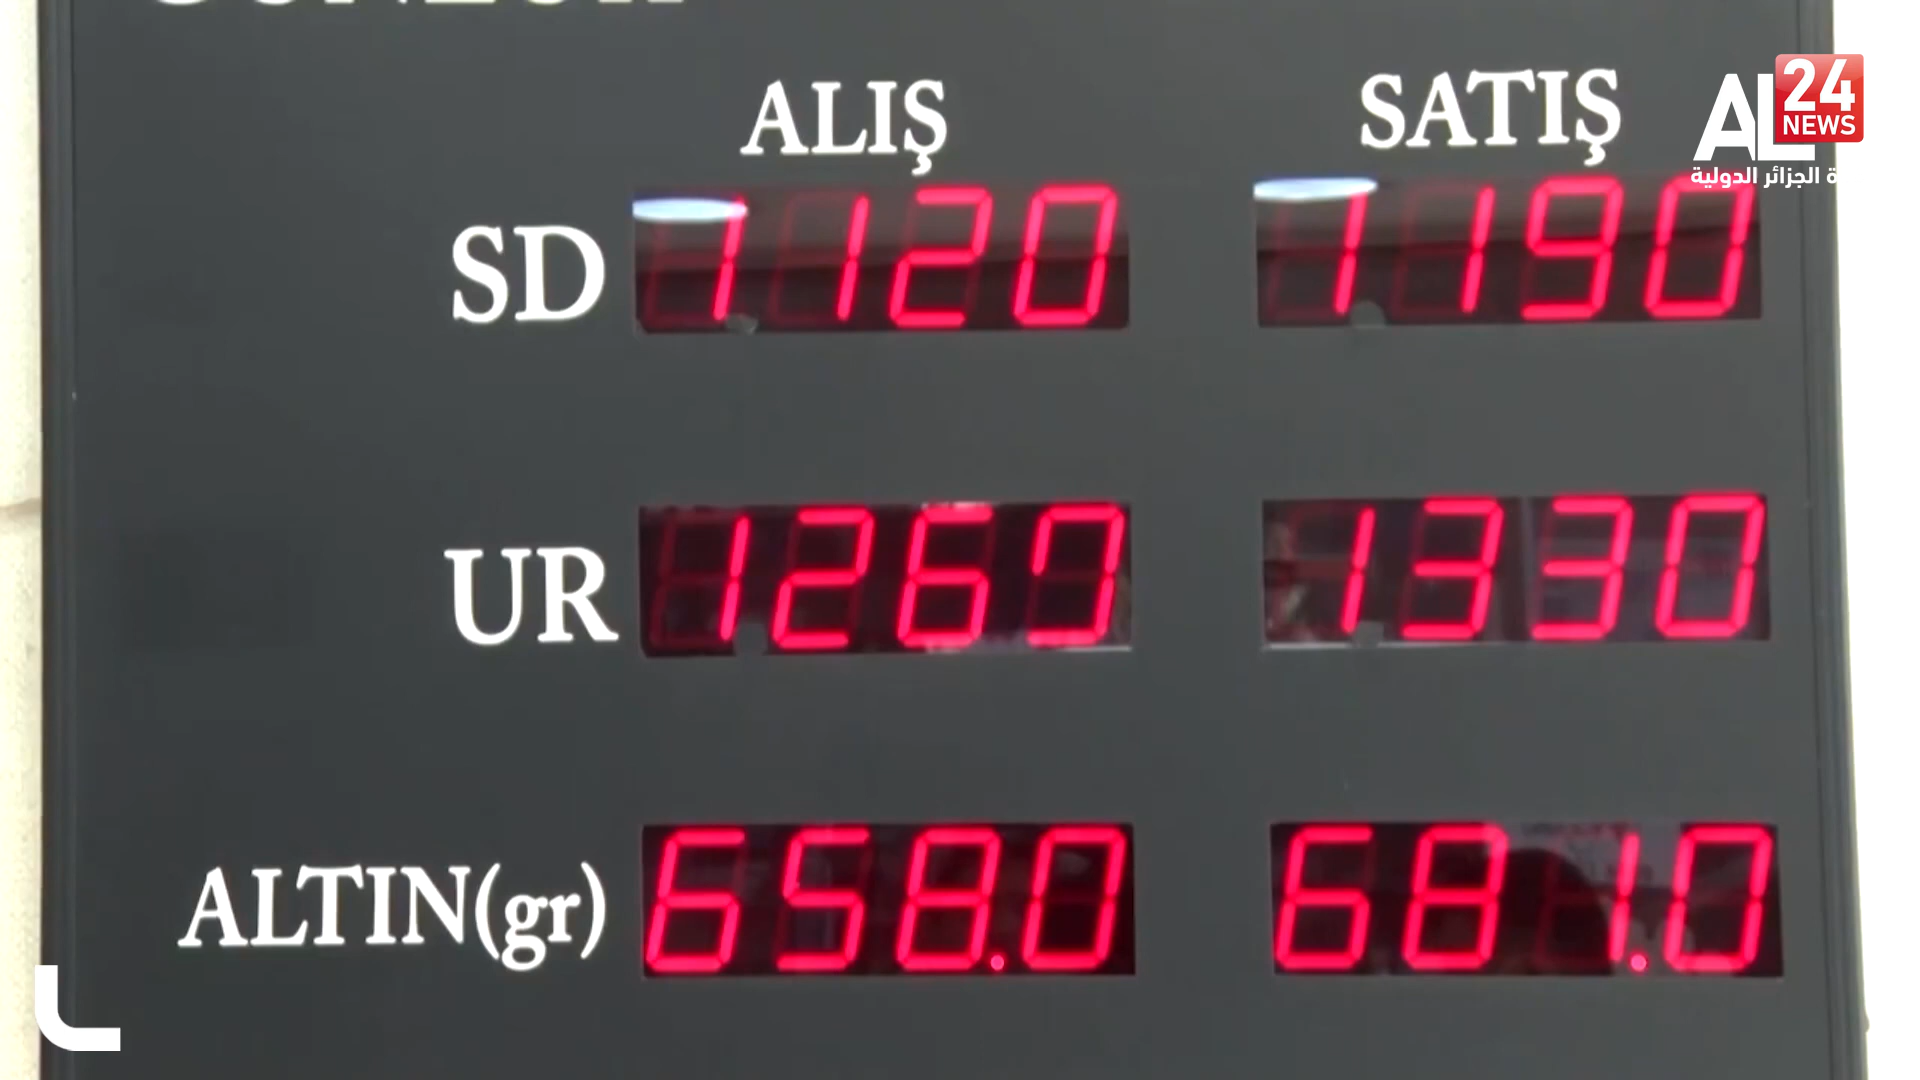 ALIŞ SATIŞ
AL 24 NEWS
الجزائر الدولية
SD 1120 1190
UR 1260 1330
ALTIN(gr) 658.0 681.0